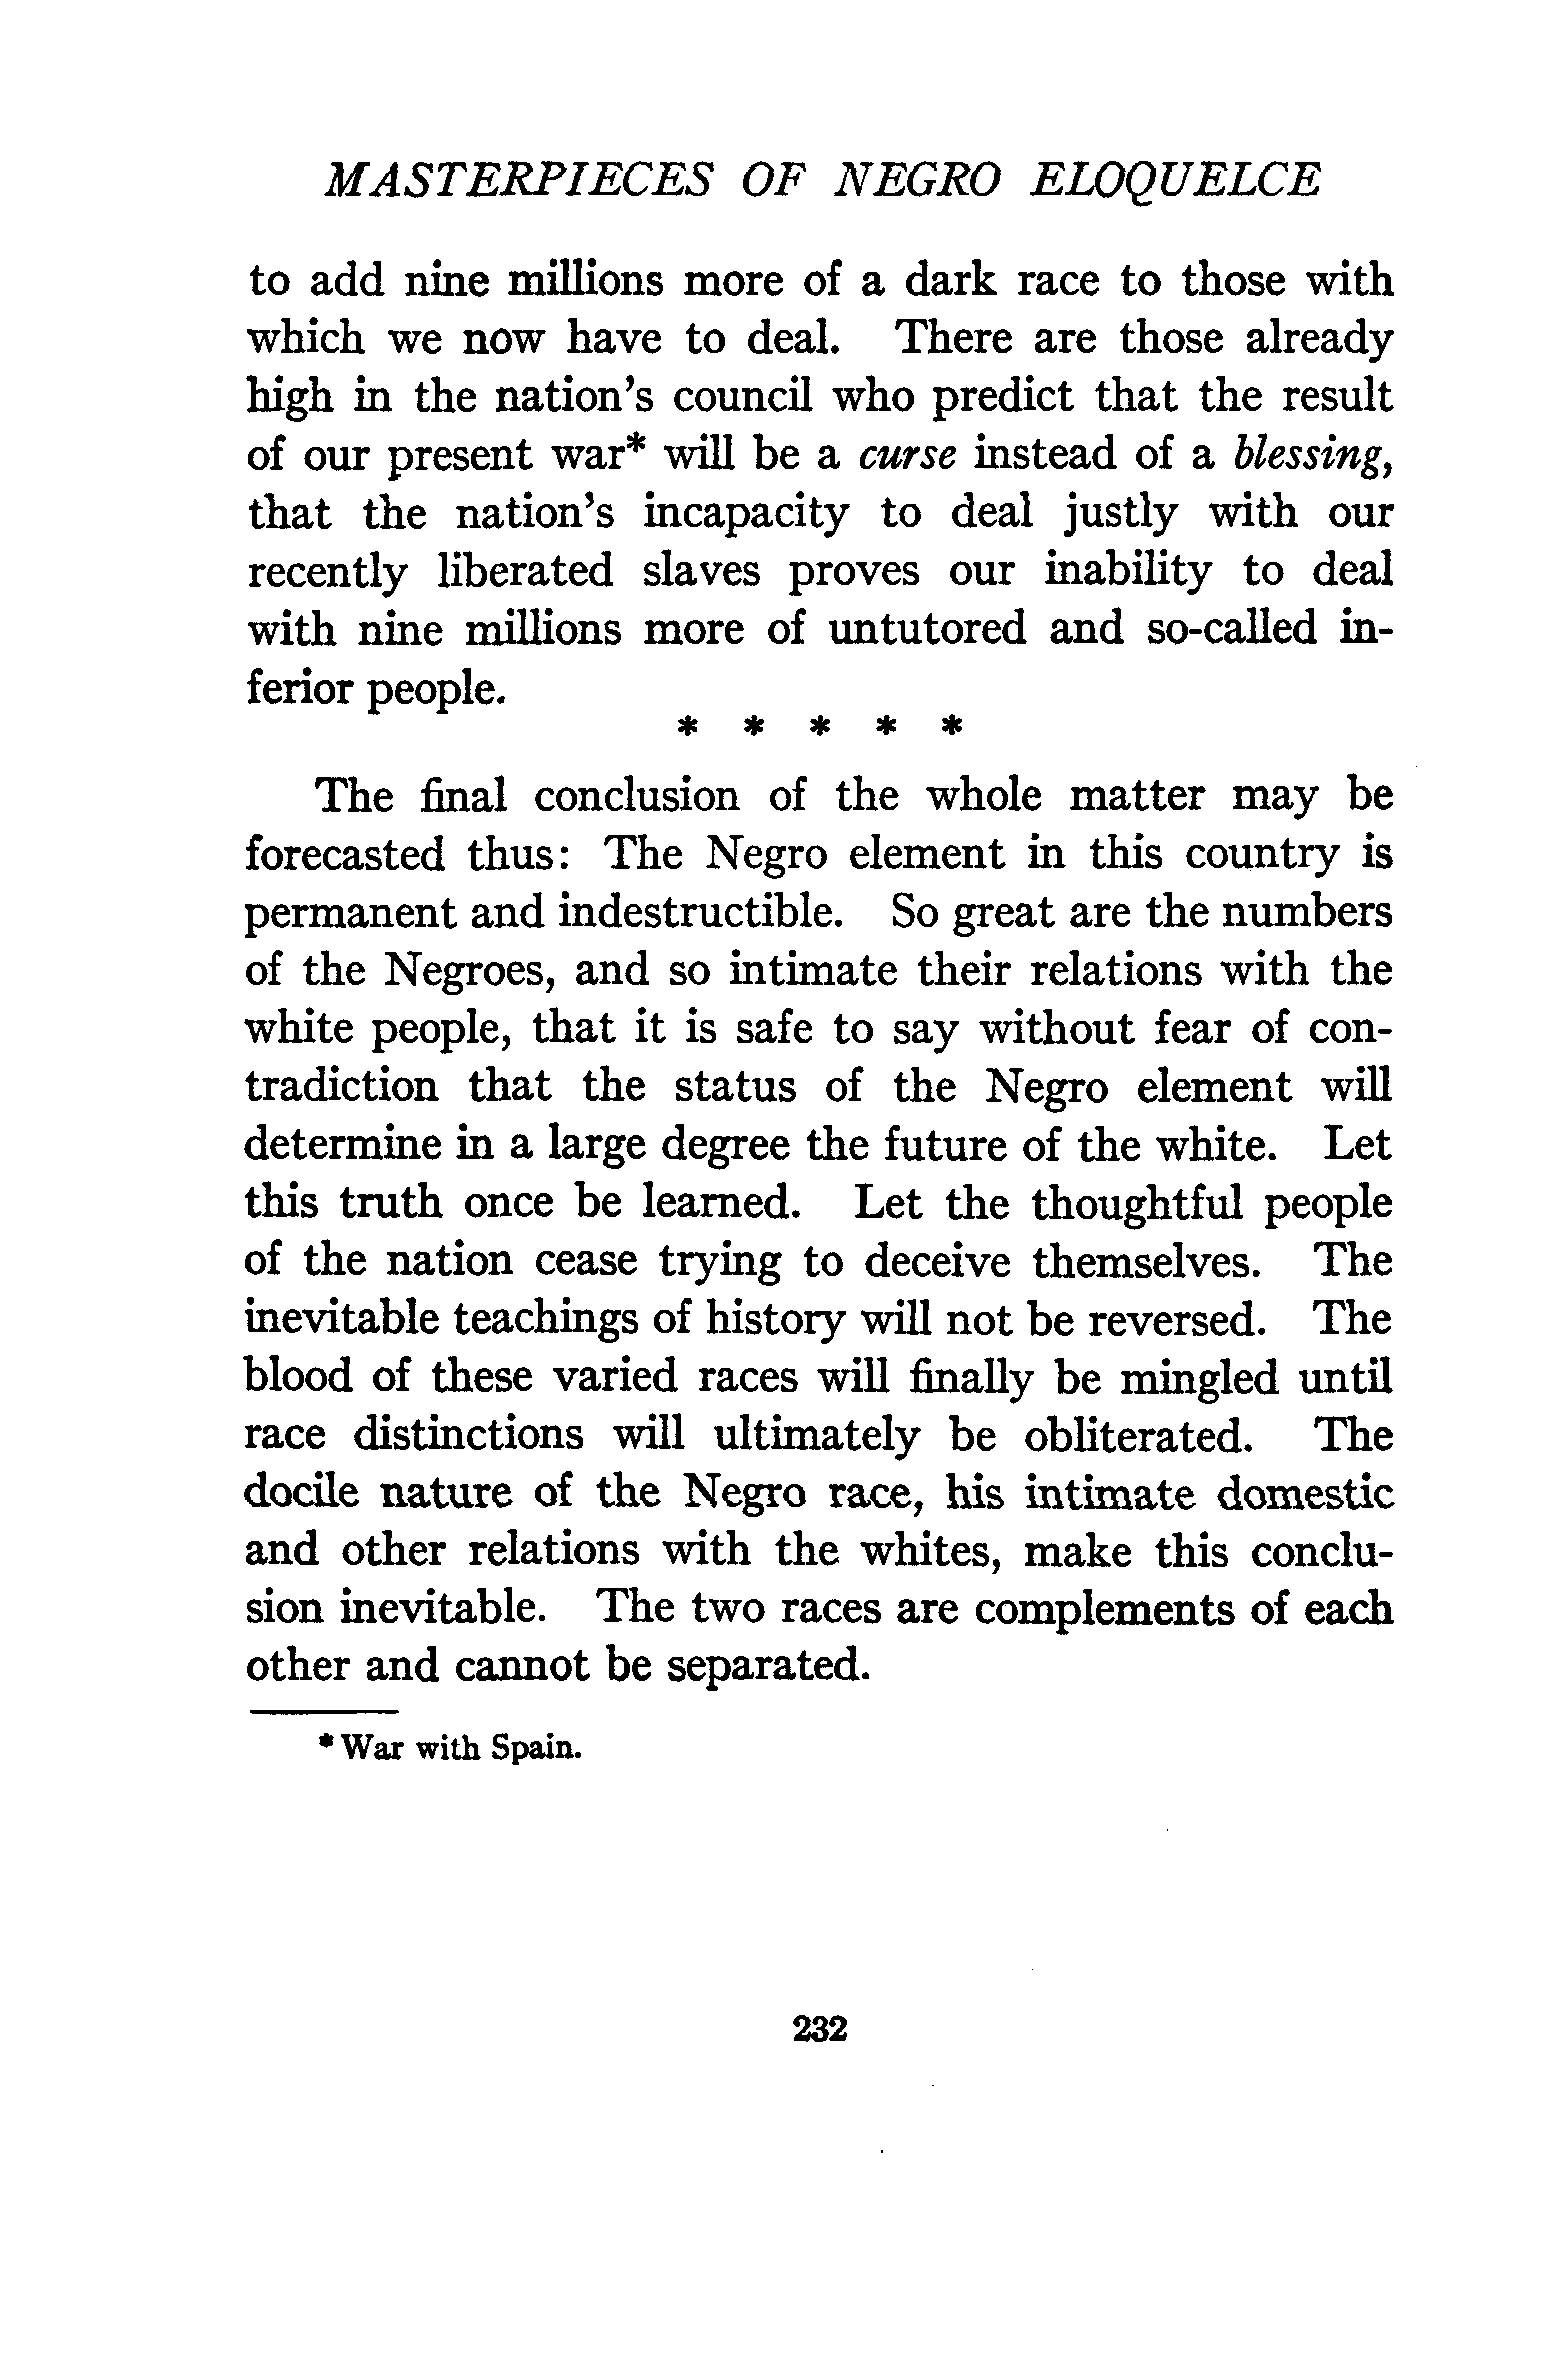 MASTERPIECES OF NEGRO ELOQUELCE
to add nine millions more of a dark race to those with
which we now have to deal. There are those already
high in the nation's council who predict that the result
of our present war* will be a curse instead of a blessing,
that the nation's incapacity to deal justly with our
recently liberated slaves proves our inability to deal
with nine millions more of untutored and so-called in-
ferior people.
* * * * *
The final conclusion of the whole matter may be
forecasted thus: The Negro element in this country is
permanent and indestructible. So great are the numbers
of the Negroes, and so intimate their relations with the
white people, that it is safe to say without fear of con-
tradiction that the status of the Negro element will
determine in a large degree the future of the white. Let
this truth once be learned. Let the thoughtful people
of the nation cease trying to deceive themselves. The
inevitable teachings of history will not be reversed. The
blood of these varied races will finally be mingled until
race distinctions will ultimately be obliterated. The
docile nature of the Negro race, his intimate domestic
and other relations with the whites, make this conclu-
sion inevitable. The two races are complements of each
other and cannot be separated.
* War with Spain.
232